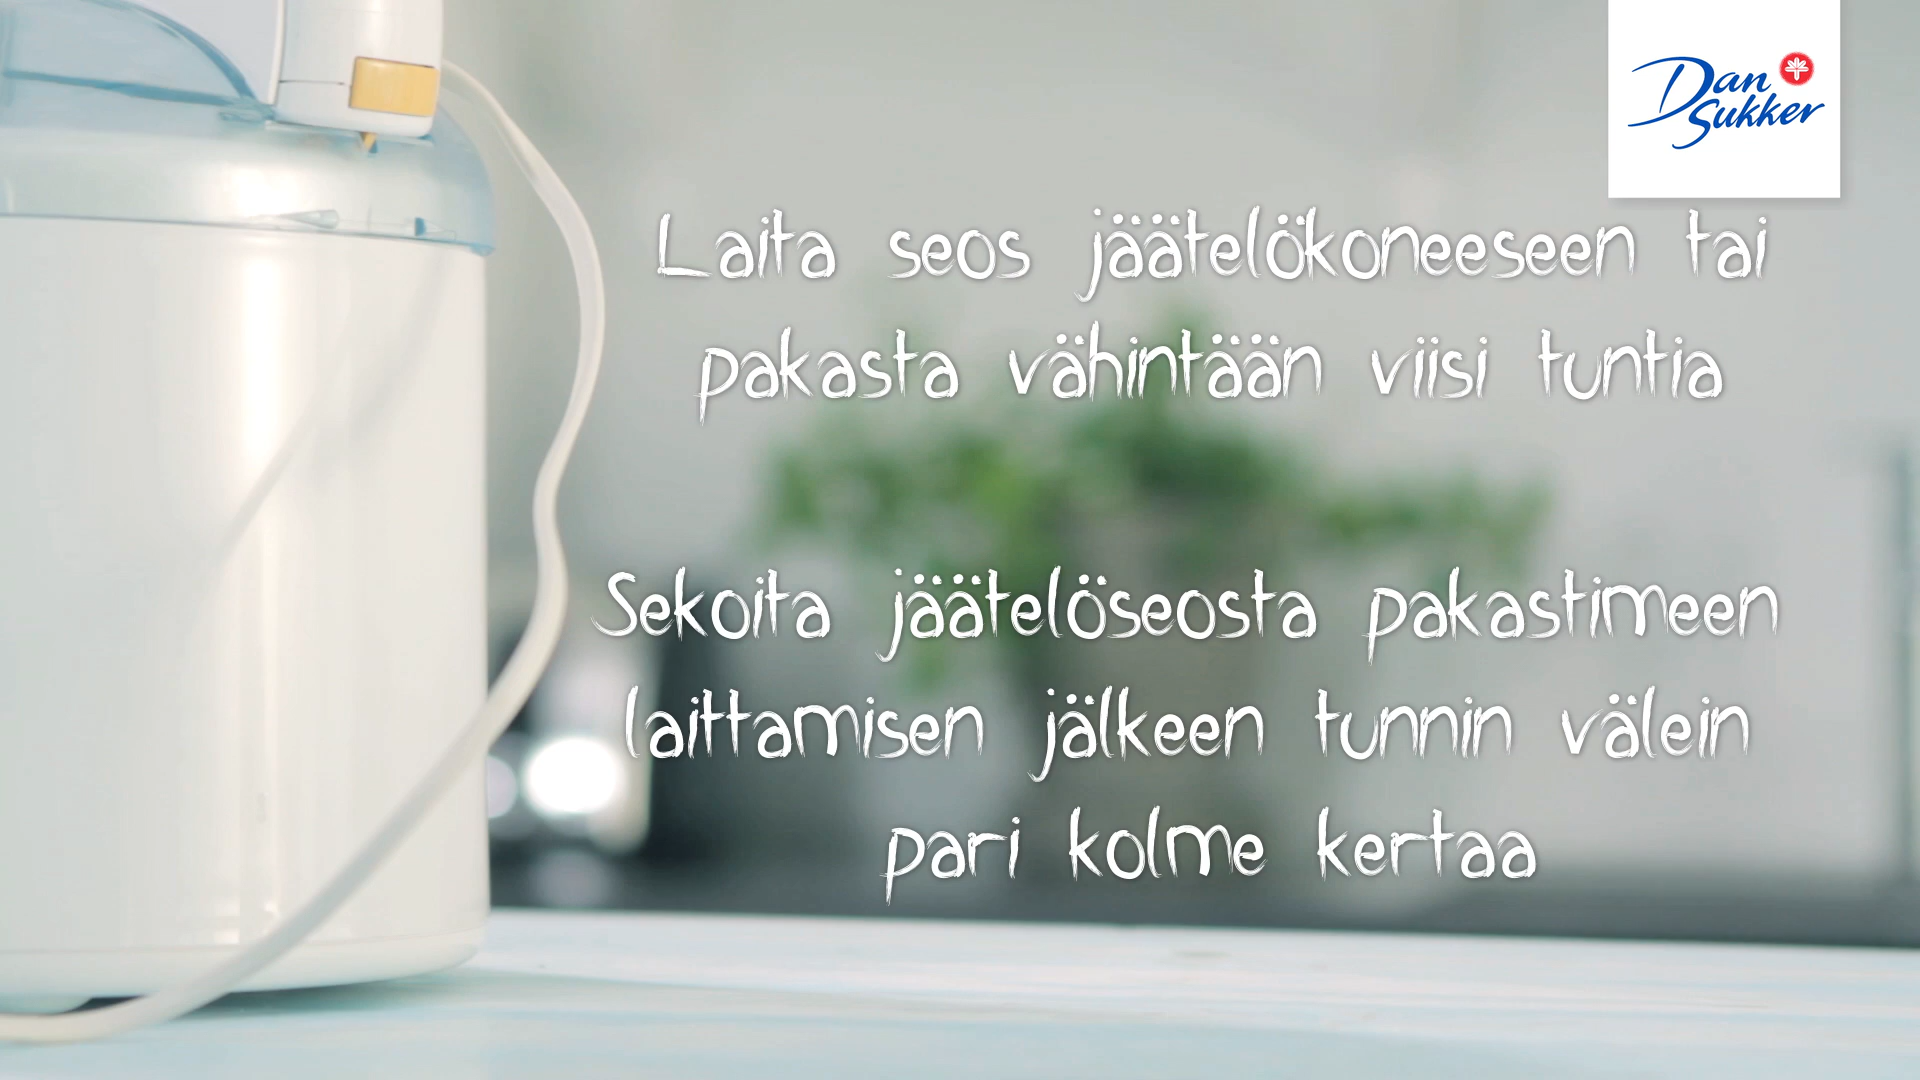 Dan
Sukker
Laita seos jäätelökoneeseen tai
pakasta vähintään viisi tuntia
Sekoita jäätelöseosta pakastimeen
laittamisen jälkeen tunnin välein
pari kolme kertaa